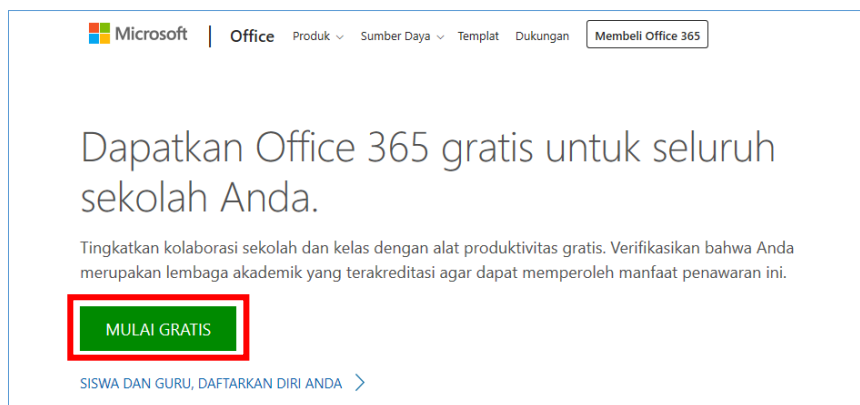 Microsoft | Office Produk Sumber Daya Templat Dukungan Membeli Office 365
Dapatkan Office 365 gratis untuk seluruh
sekolah Anda.
Tingkatkan kolaborasi sekolah dan kelas dengan alat produktivitas gratis. Verifikasikan bahwa Anda
merupakan lembaga akademik yang terakreditasi agar dapat memperoleh manfaat penawaran ini.
MULAI GRATIS
SISWA DAN GURU, DAFTARKAN DIRI ANDA